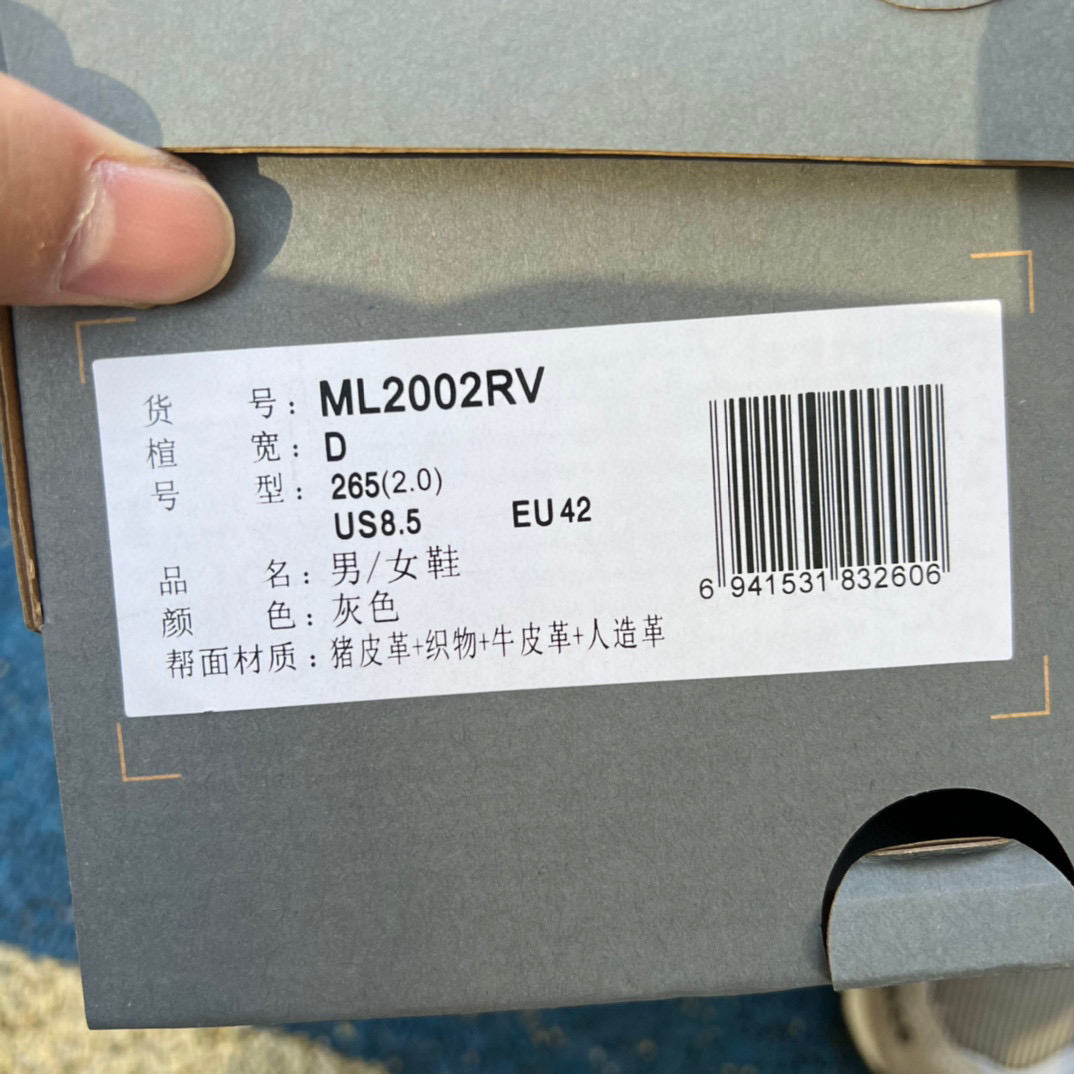 货号：ML2002RV
楦宽：D
号型：265(2.0)
US8.5 EU42
品名：男/女鞋
颜色：灰色
帮面材质：猪皮革+织物+牛皮革+人造革
6 941531 832606